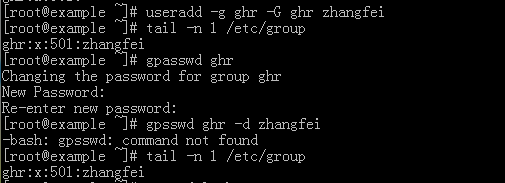 [root@example ~]# useradd -g ghr -G ghr zhangfei
[root@example ~]# tail -n 1 /etc/group
ghr:x:501:zhangfei
[root@example ~]# gpasswd ghr
Changing the password for group ghr
New Password:
Re-enter new password:
[root@example ~]# gpsswd ghr -d zhangfei
-bash: gpsswd: command not found
[root@example ~]# tail -n 1 /etc/group
ghr:x:501:zhangfei